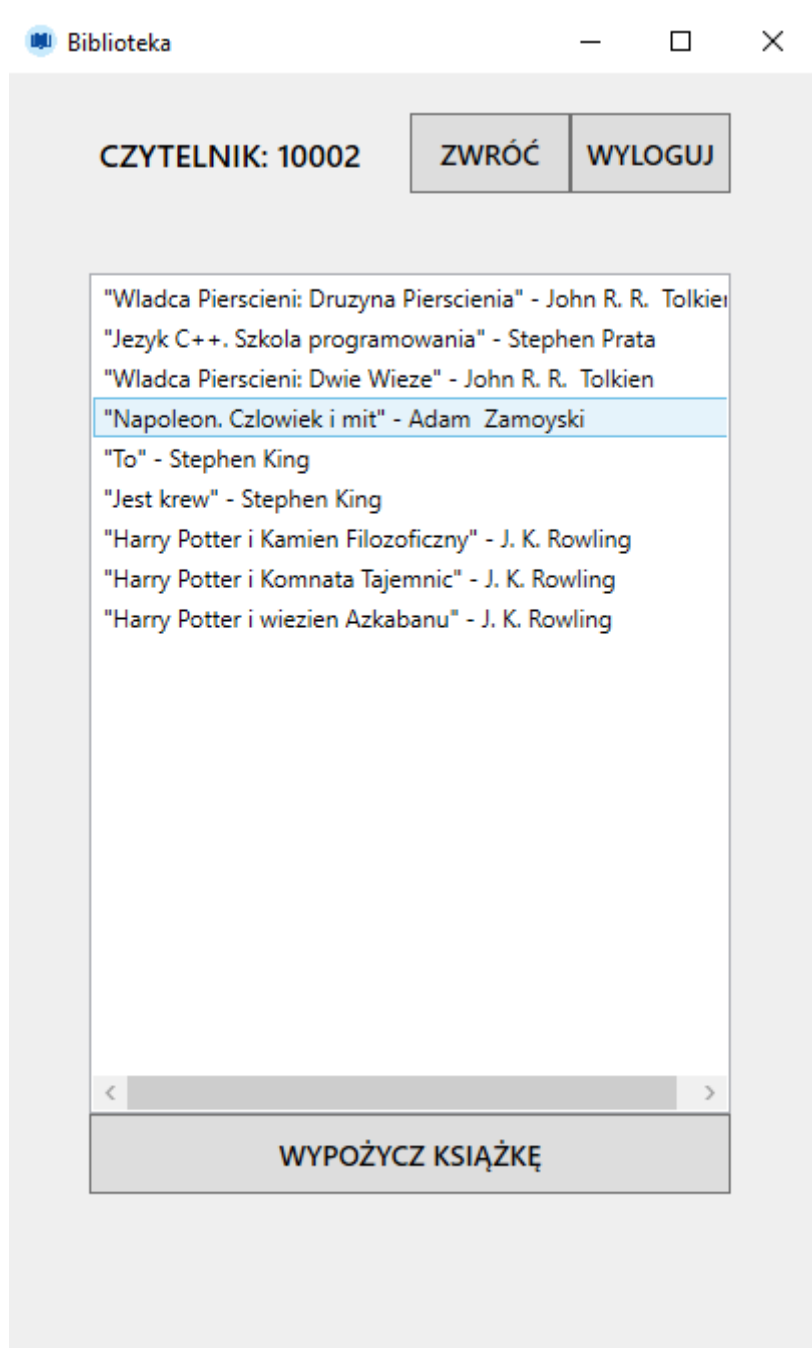 Biblioteka
CZYTELNIK: 10002 ZWRÓĆ WYLOGUJ
"Wladca Pierscieni: Druzyna Pierscienia" - John R. R.  Tolkien
"Jezyk C++. Szkola programowania" - Stephen Prata
"Wladca Pierscieni: Dwie Wieze" - John R. R.  Tolkien
"Napoleon. Czlowiek i mit" - Adam  Zamoyski
"To" - Stephen King
"Jest krew" - Stephen King
"Harry Potter i Kamien Filozoficzny" - J. K. Rowling
"Harry Potter i Komnata Tajemnic" - J. K. Rowling
"Harry Potter i wiezien Azkabanu" - J. K. Rowling
WYPOŻYCZ KSIĄŻKĘ